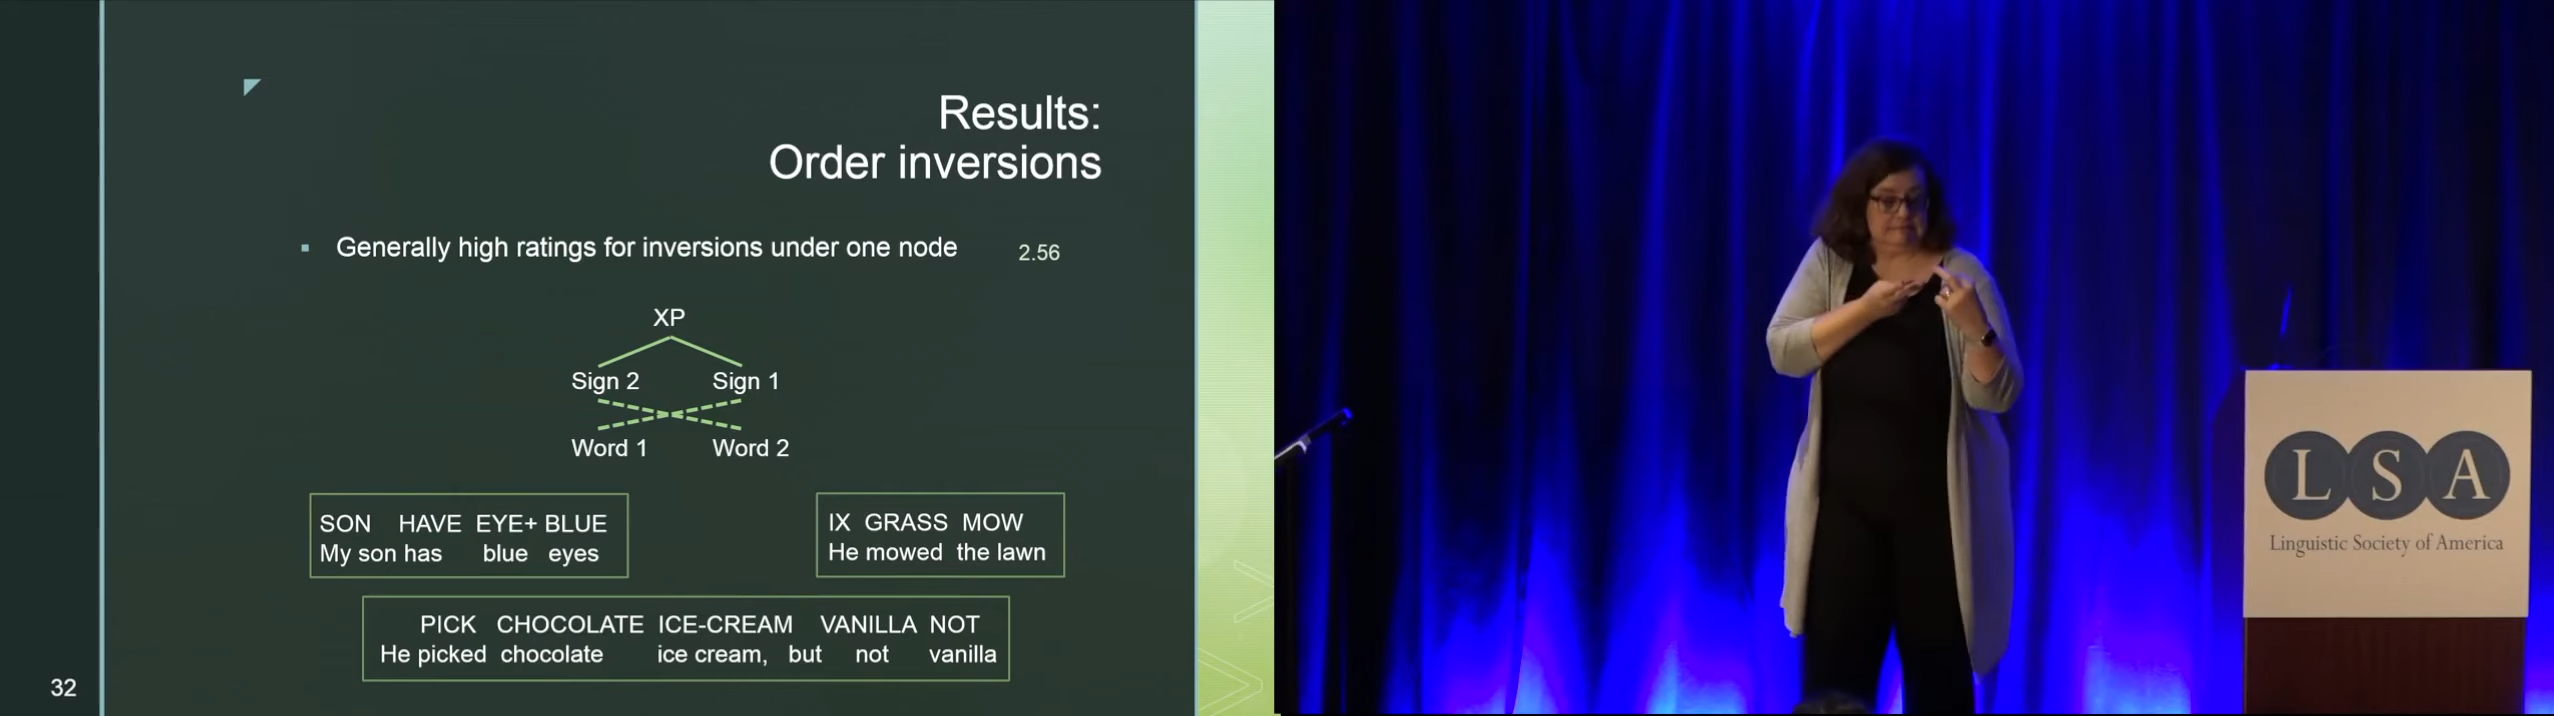 Results:
Order inversions
▪ Generally high ratings for inversions under one node 2.56
XP
Sign 2 Sign 1
Word 1 Word 2
SON HAVE EYE+ BLUE
My son has blue eyes
IX GRASS MOW
He mowed the lawn
PICK CHOCOLATE ICE-CREAM VANILLA NOT
He picked chocolate ice cream, but not vanilla
32
LSA
Linguistic Society of America